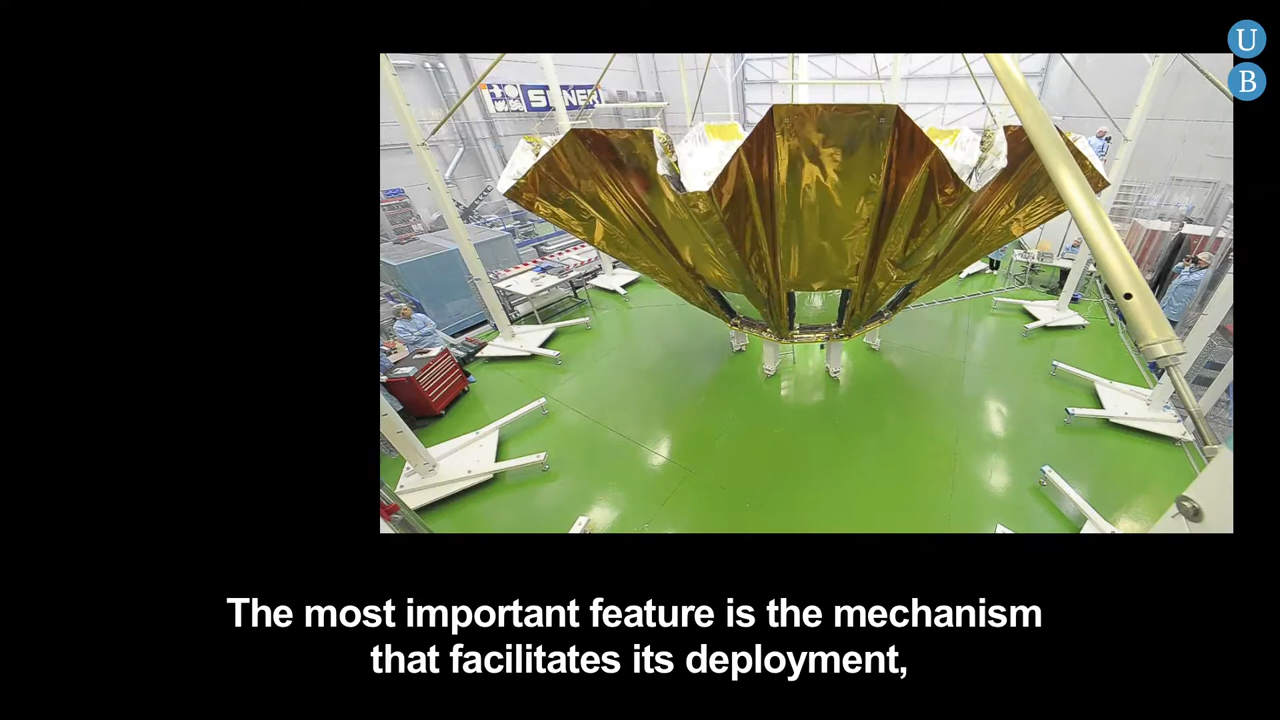 U
B
SENER
The most important feature is the mechanism
that facilitates its deployment,